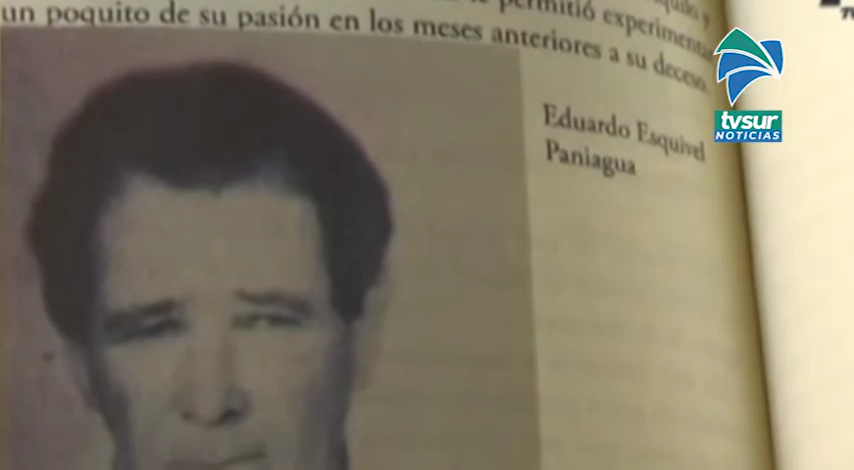 permitió experimentar
un poquito de su pasión en los meses anteriores a su deceso.
Eduardo Esquivel
Paniagua
tvsur
NOTICIAS